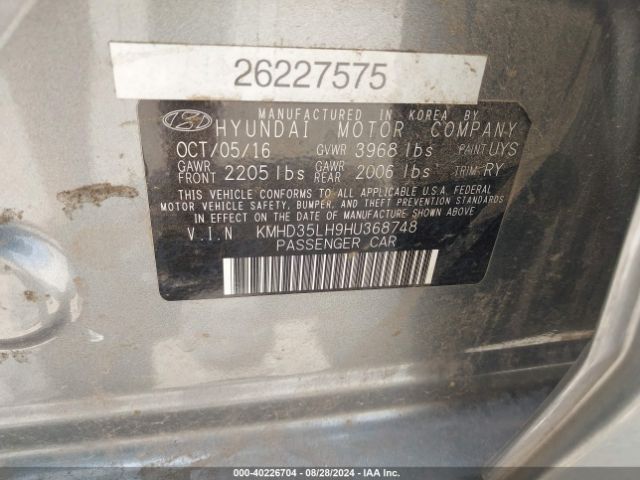 26227575
MANUFACTURED IN KOREA BY
HYUNDAI MOTOR COMPANY
OCT/05/16 GVWR 3968 lbs PAINT UYS
GAWR FRONT 2205 lbs GAWR REAR 2006 lbs TRIM RY
THIS VEHICLE CONFORMS TO ALL APPLICABLE U.S.A. FEDERAL
MOTOR VEHICLE SAFETY, BUMPER, AND THEFT PREVENTION STANDARDS
IN EFFECT ON THE DATE OF MANUFACTURE SHOWN ABOVE.
V.I.N KMHD35LH9HU368748
PASSENGER CAR
000-40226704 - 08/28/2024 - IAA Inc.